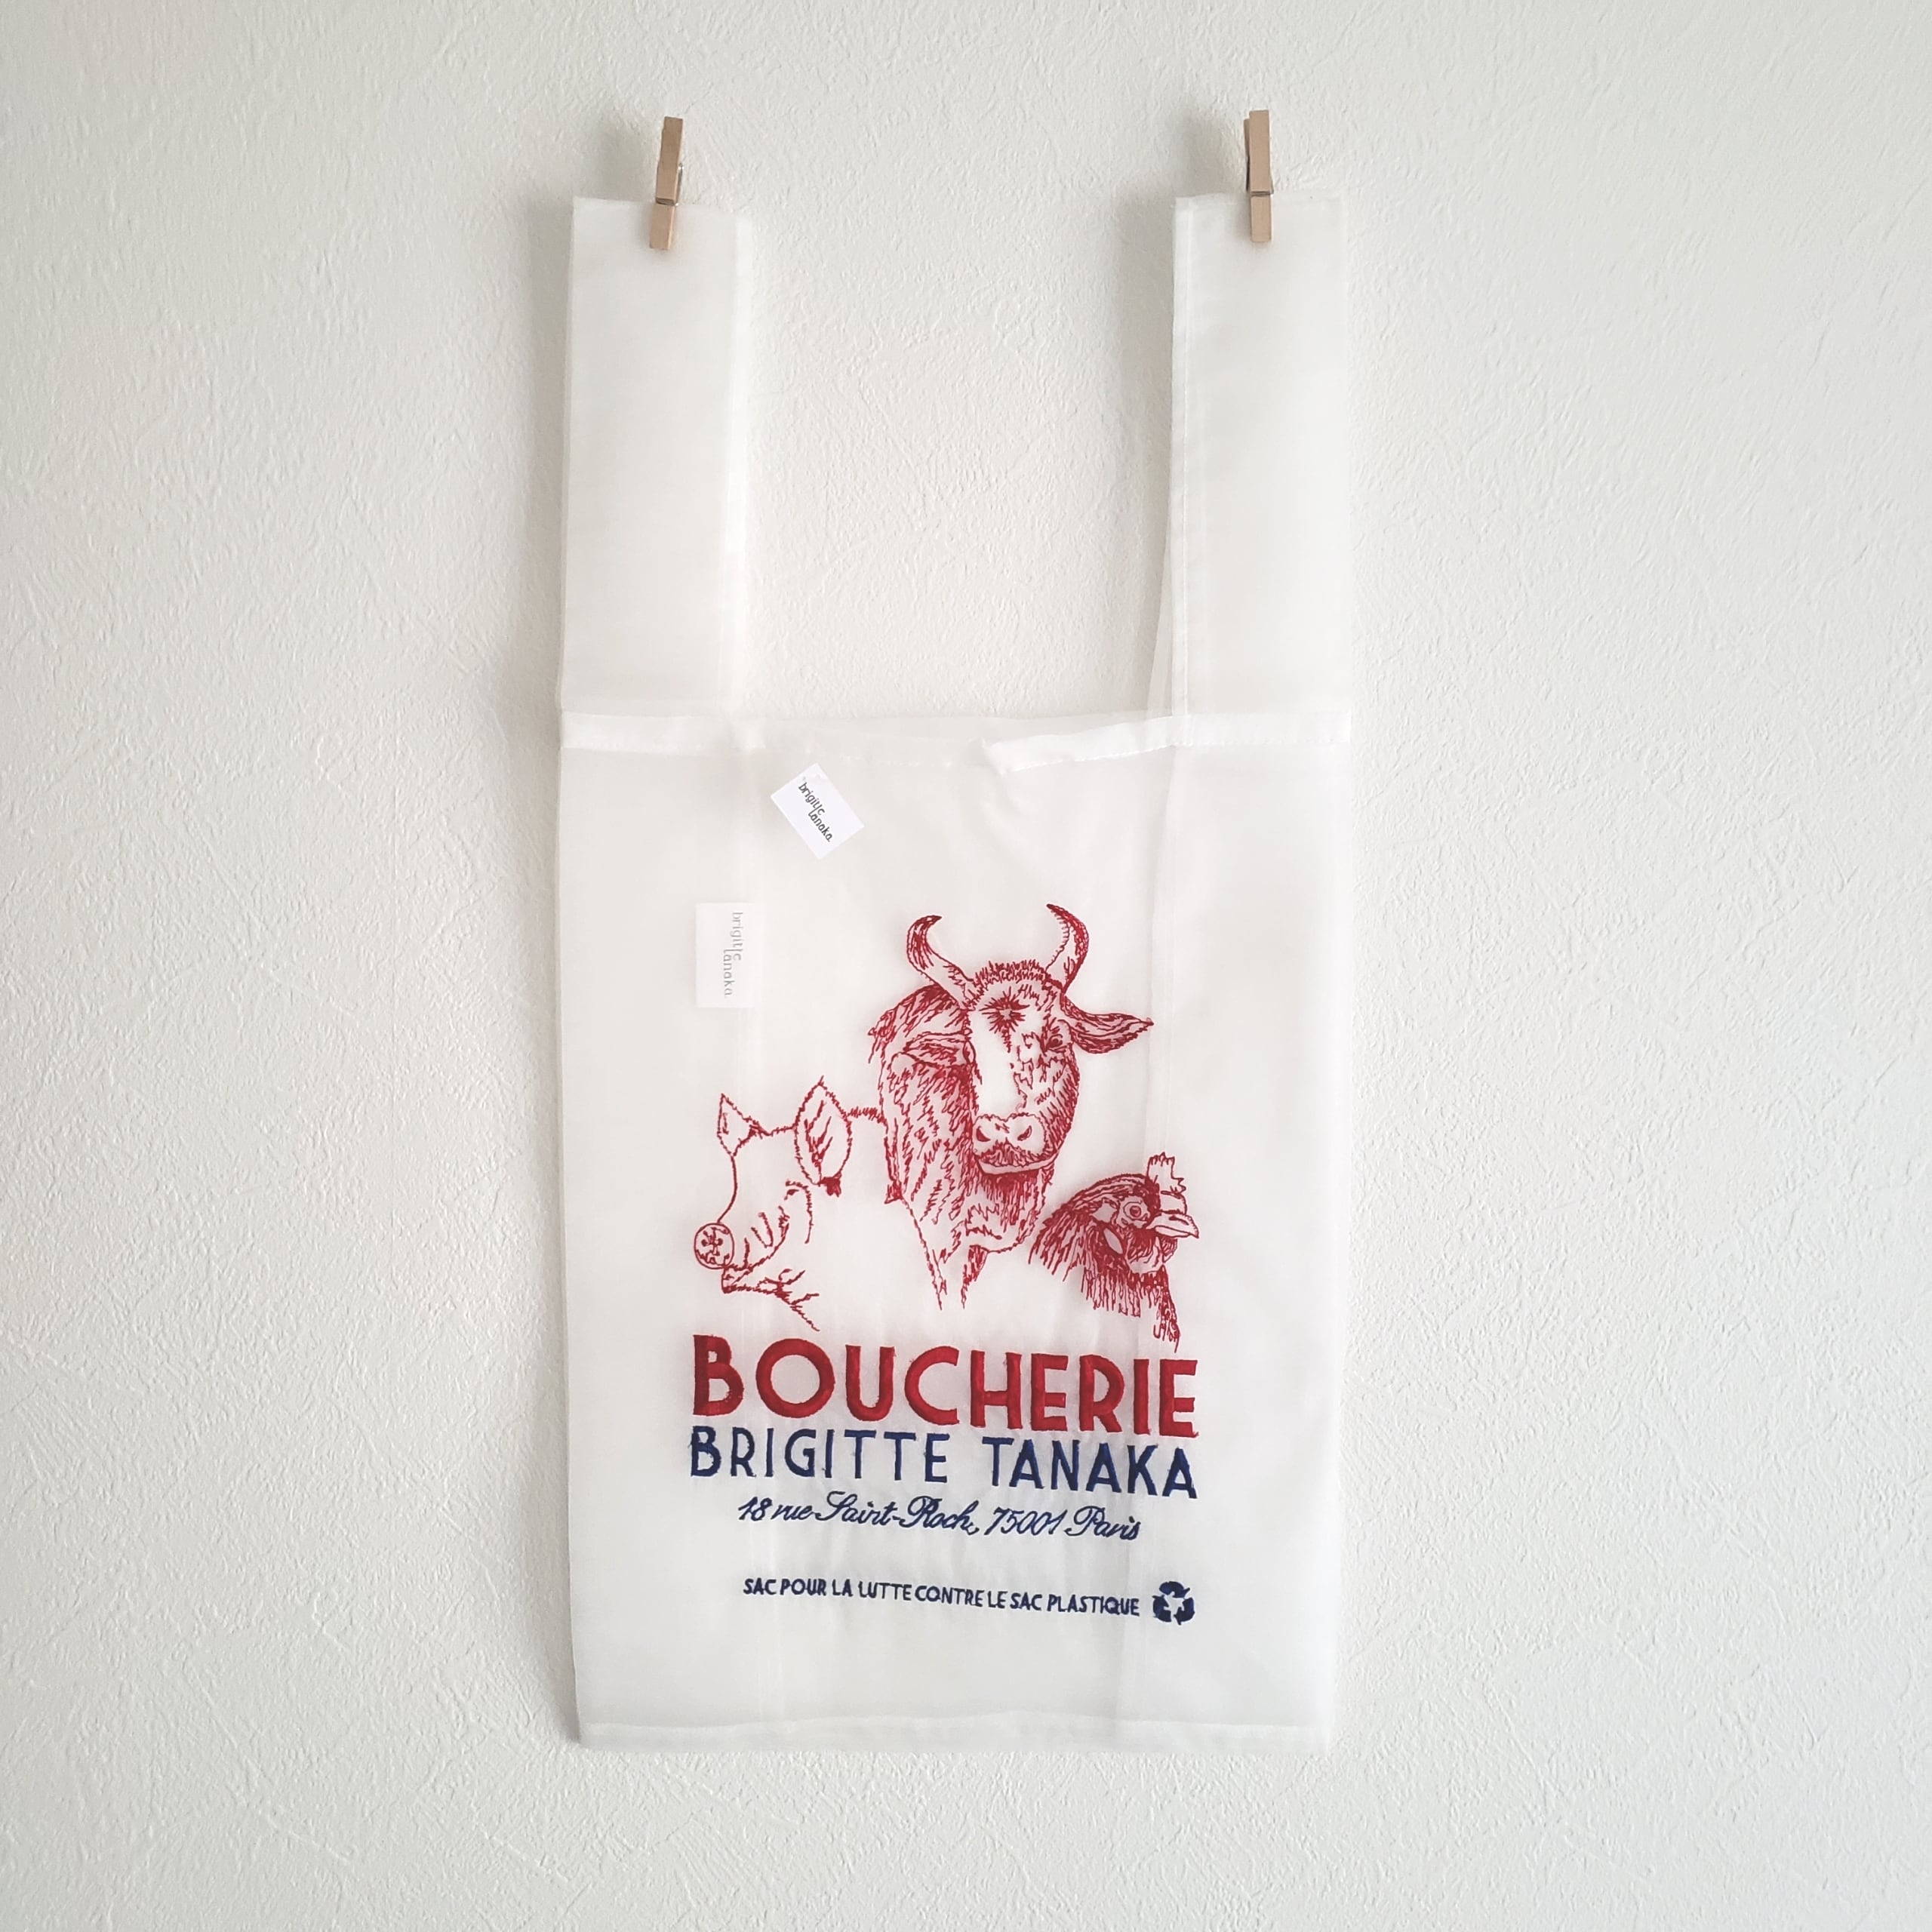 brigitte
tanaka
brigitte
tanaka
BOUCHERIE
BRIGITTE TANAKA
18 rue Saint-Roch, 75001 Paris
SAC POUR LA LUTTE CONTRE LE SAC PLASTIQUE